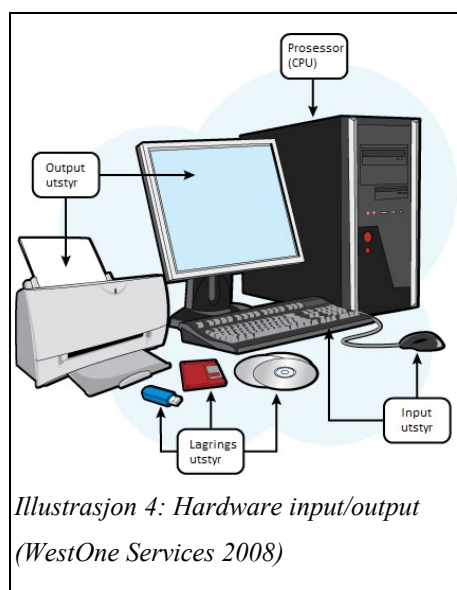 Prosessor
(CPU)
Output
utstyr
Lagrings
utstyr
Input
utstyr
Illustrasjon 4: Hardware input/output
(WestOne Services 2008)